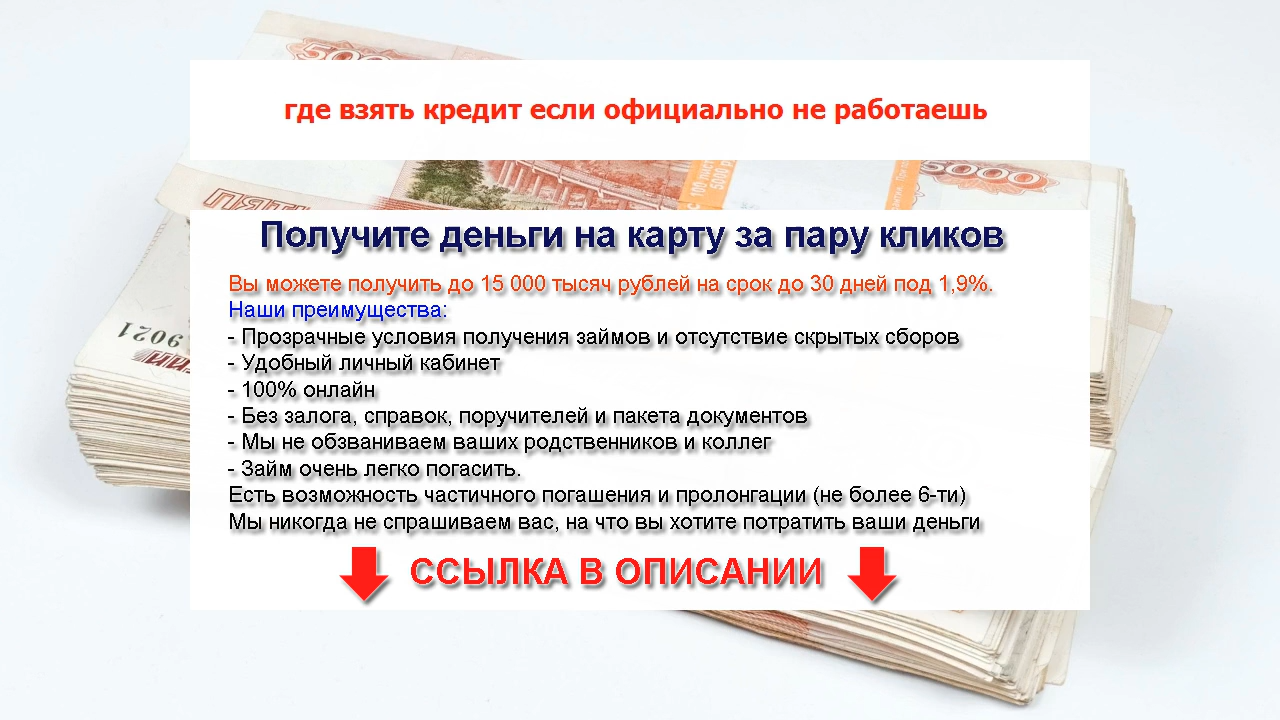 5000
где взять кредит если официально не работаешь
5000
ПЯТЬ
Получите деньги на карту за пару кликов
Вы можете получить до 15 000 тысяч рублей на срок до 30 дней под 1,9%.
Наши преимущества:
- Прозрачные условия получения займов и отсутствие скрытых сборов
- Удобный личный кабинет
- 100% онлайн
- Без залога, справок, поручителей и пакета документов
- Мы не обзваниваем ваших родственников и коллег
- Займ очень легко погасить.
Есть возможность частичного погашения и пролонгации (не более 6-ти)
Мы никогда не спрашиваем вас, на что вы хотите потратить ваши деньги
ССЫЛКА В ОПИСАНИИ